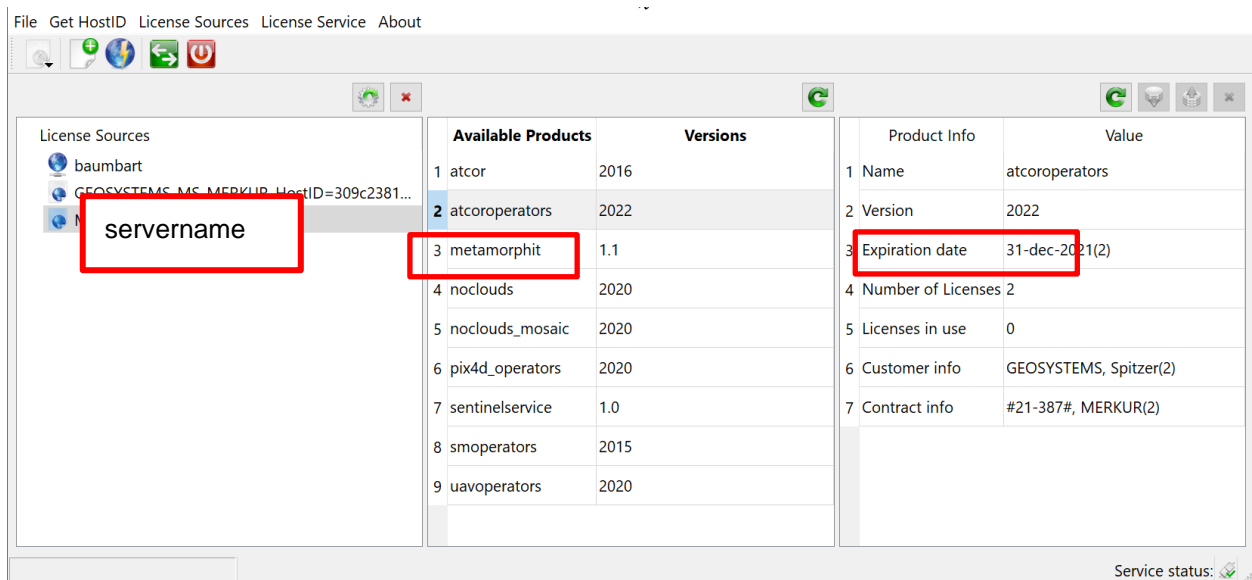 File Get HostID License Sources License Service About
License Sources
baumbart
GEOSYSTEMS_MS_MERKUR_HostID=309c2381...
servername
Available Products Versions
1 atcor 2016
2 atcoroperators 2022
3 metamorphit 1.1
4 noclouds 2020
5 noclouds_mosaic 2020
6 pix4d_operators 2020
7 sentinelservice 1.0
8 smoperators 2015
9 uavoperators 2020
Product Info Value
1 Name atcoroperators
2 Version 2022
3 Expiration date 31-dec-2021(2)
4 Number of Licenses 2
5 Licenses in use 0
6 Customer info GEOSYSTEMS, Spitzer(2)
7 Contract info #21-387#, MERKUR(2)
Service status: